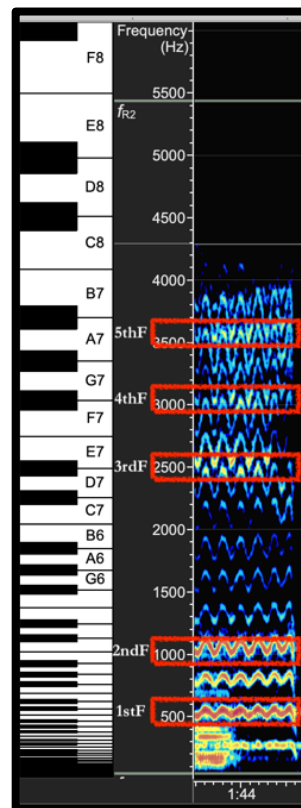 Frequency
(Hz)
F8
5500
fR2
E8
5000
D8
4500
C8
4000
B7
5thF
3500
A7
G7
4thF
3000
F7
E7
3rdF
2500
D7
C7
2000
B6
A6
G6
1500
2ndF
1000
1stF
500
1:44